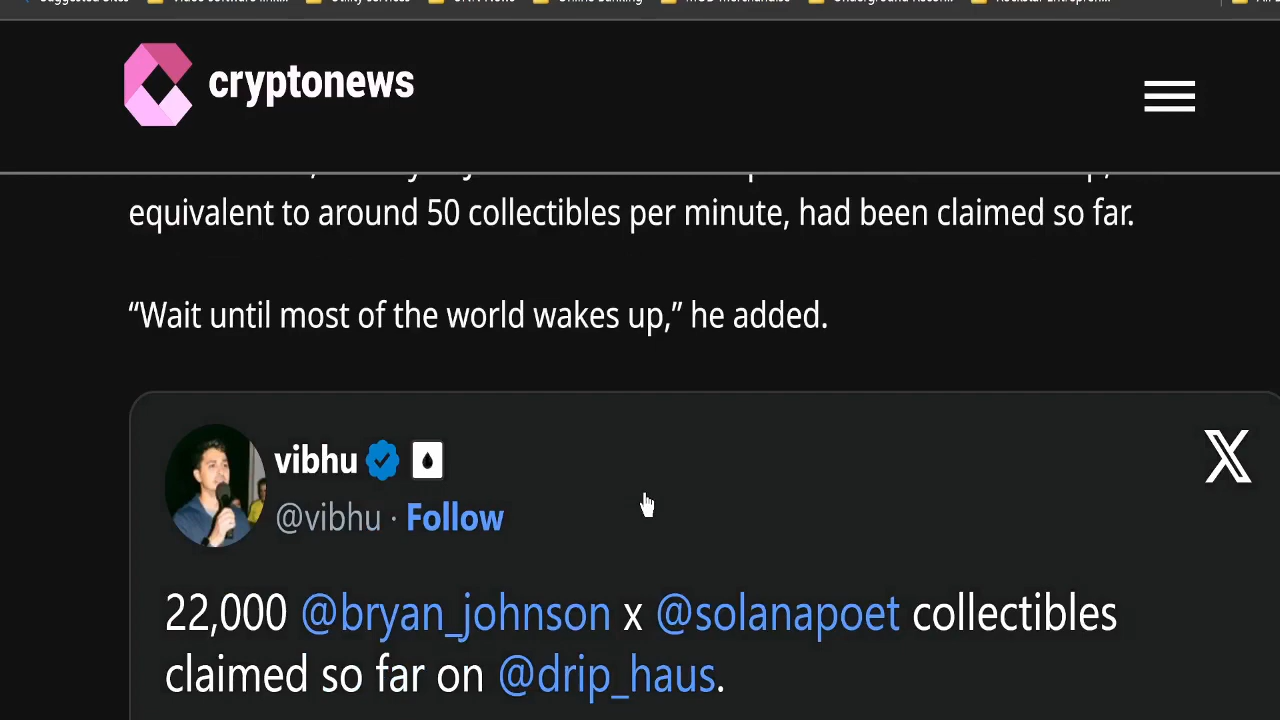 cryptonews
equivalent to around 50 collectibles per minute, had been claimed so far.
“Wait until most of the world wakes up,” he added.
vibhu
@vibhu · Follow
22,000 @bryan_johnson x @solanapoet collectibles
claimed so far on @drip_haus.